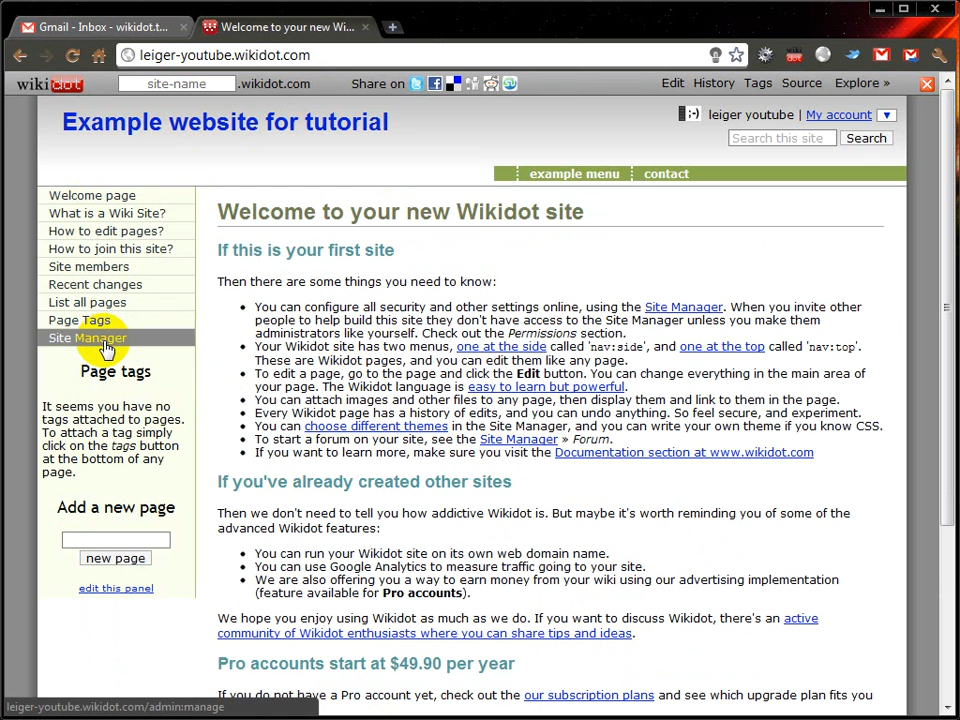 Gmail - Inbox - wikidot.t...
Welcome to your new Wi...
leiger-youtube.wikidot.com
wikidot
site-name .wikidot.com Share on Edit History Tags Source Explore »
Example website for tutorial
leiger youtube | My account
Search this site Search
example menu contact
Welcome page
What is a Wiki Site?
How to edit pages?
How to join this site?
Site members
Recent changes
List all pages
Page Tags
Site Manager
Page tags
It seems you have no
tags attached to pages.
To attach a tag simply
click on the tags button
at the bottom of any
page.
Add a new page
new page
edit this panel
Welcome to your new Wikidot site
If this is your first site
Then there are some things you need to know:
• You can configure all security and other settings online, using the Site Manager. When you invite other
people to help build this site they don't have access to the Site Manager unless you make them
administrators like yourself. Check out the Permissions section.
• Your Wikidot site has two menus, one at the side called 'nav:side', and one at the top called 'nav:top'.
These are Wikidot pages, and you can edit them like any page.
• To edit a page, go to the page and click the Edit button. You can change everything in the main area of
your page. The Wikidot language is easy to learn but powerful.
• You can attach images and other files to any page, then display them and link to them in the page.
• Every Wikidot page has a history of edits, and you can undo anything. So feel secure, and experiment.
• You can choose different themes in the Site Manager, and you can write your own theme if you know CSS.
• To start a forum on your site, see the Site Manager » Forum.
• If you want to learn more, make sure you visit the Documentation section at www.wikidot.com
If you've already created other sites
Then we don't need to tell you how addictive Wikidot is. But maybe it's worth reminding you of some of the
advanced Wikidot features:
• You can run your Wikidot site on its own web domain name.
• You can use Google Analytics to measure traffic going to your site.
• We are also offering you a way to earn money from your wiki using our advertising implementation
(feature available for Pro accounts).
We hope you enjoy using Wikidot as much as we do. If you want to discuss Wikidot, there's an active
community of Wikidot enthusiasts where you can share tips and ideas.
Pro accounts start at $49.90 per year
If you do not have a Pro account yet, check out the our subscription plans and see which upgrade plan fits you
leiger-youtube.wikidot.com/admin:manage